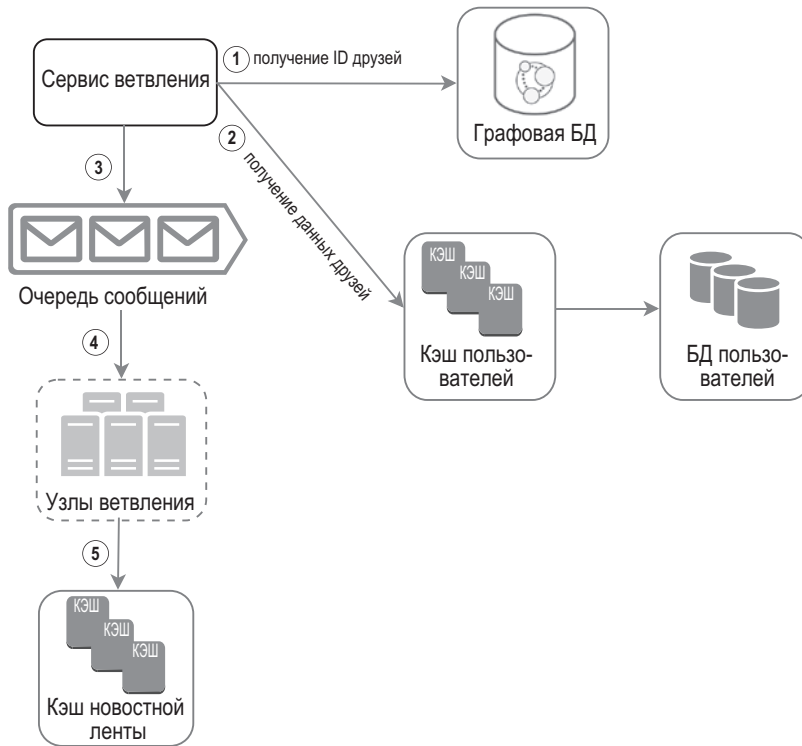 Сервис ветвления
1 получение ID друзей
Графовая БД
2
получение данных друзей
3
Очередь сообщений
КЭШ
КЭШ
КЭШ
Кэш пользо-
вателей
БД пользо-
вателей
4
Узлы ветвления
5
КЭШ
КЭШ
КЭШ
Кэш новостной
ленты